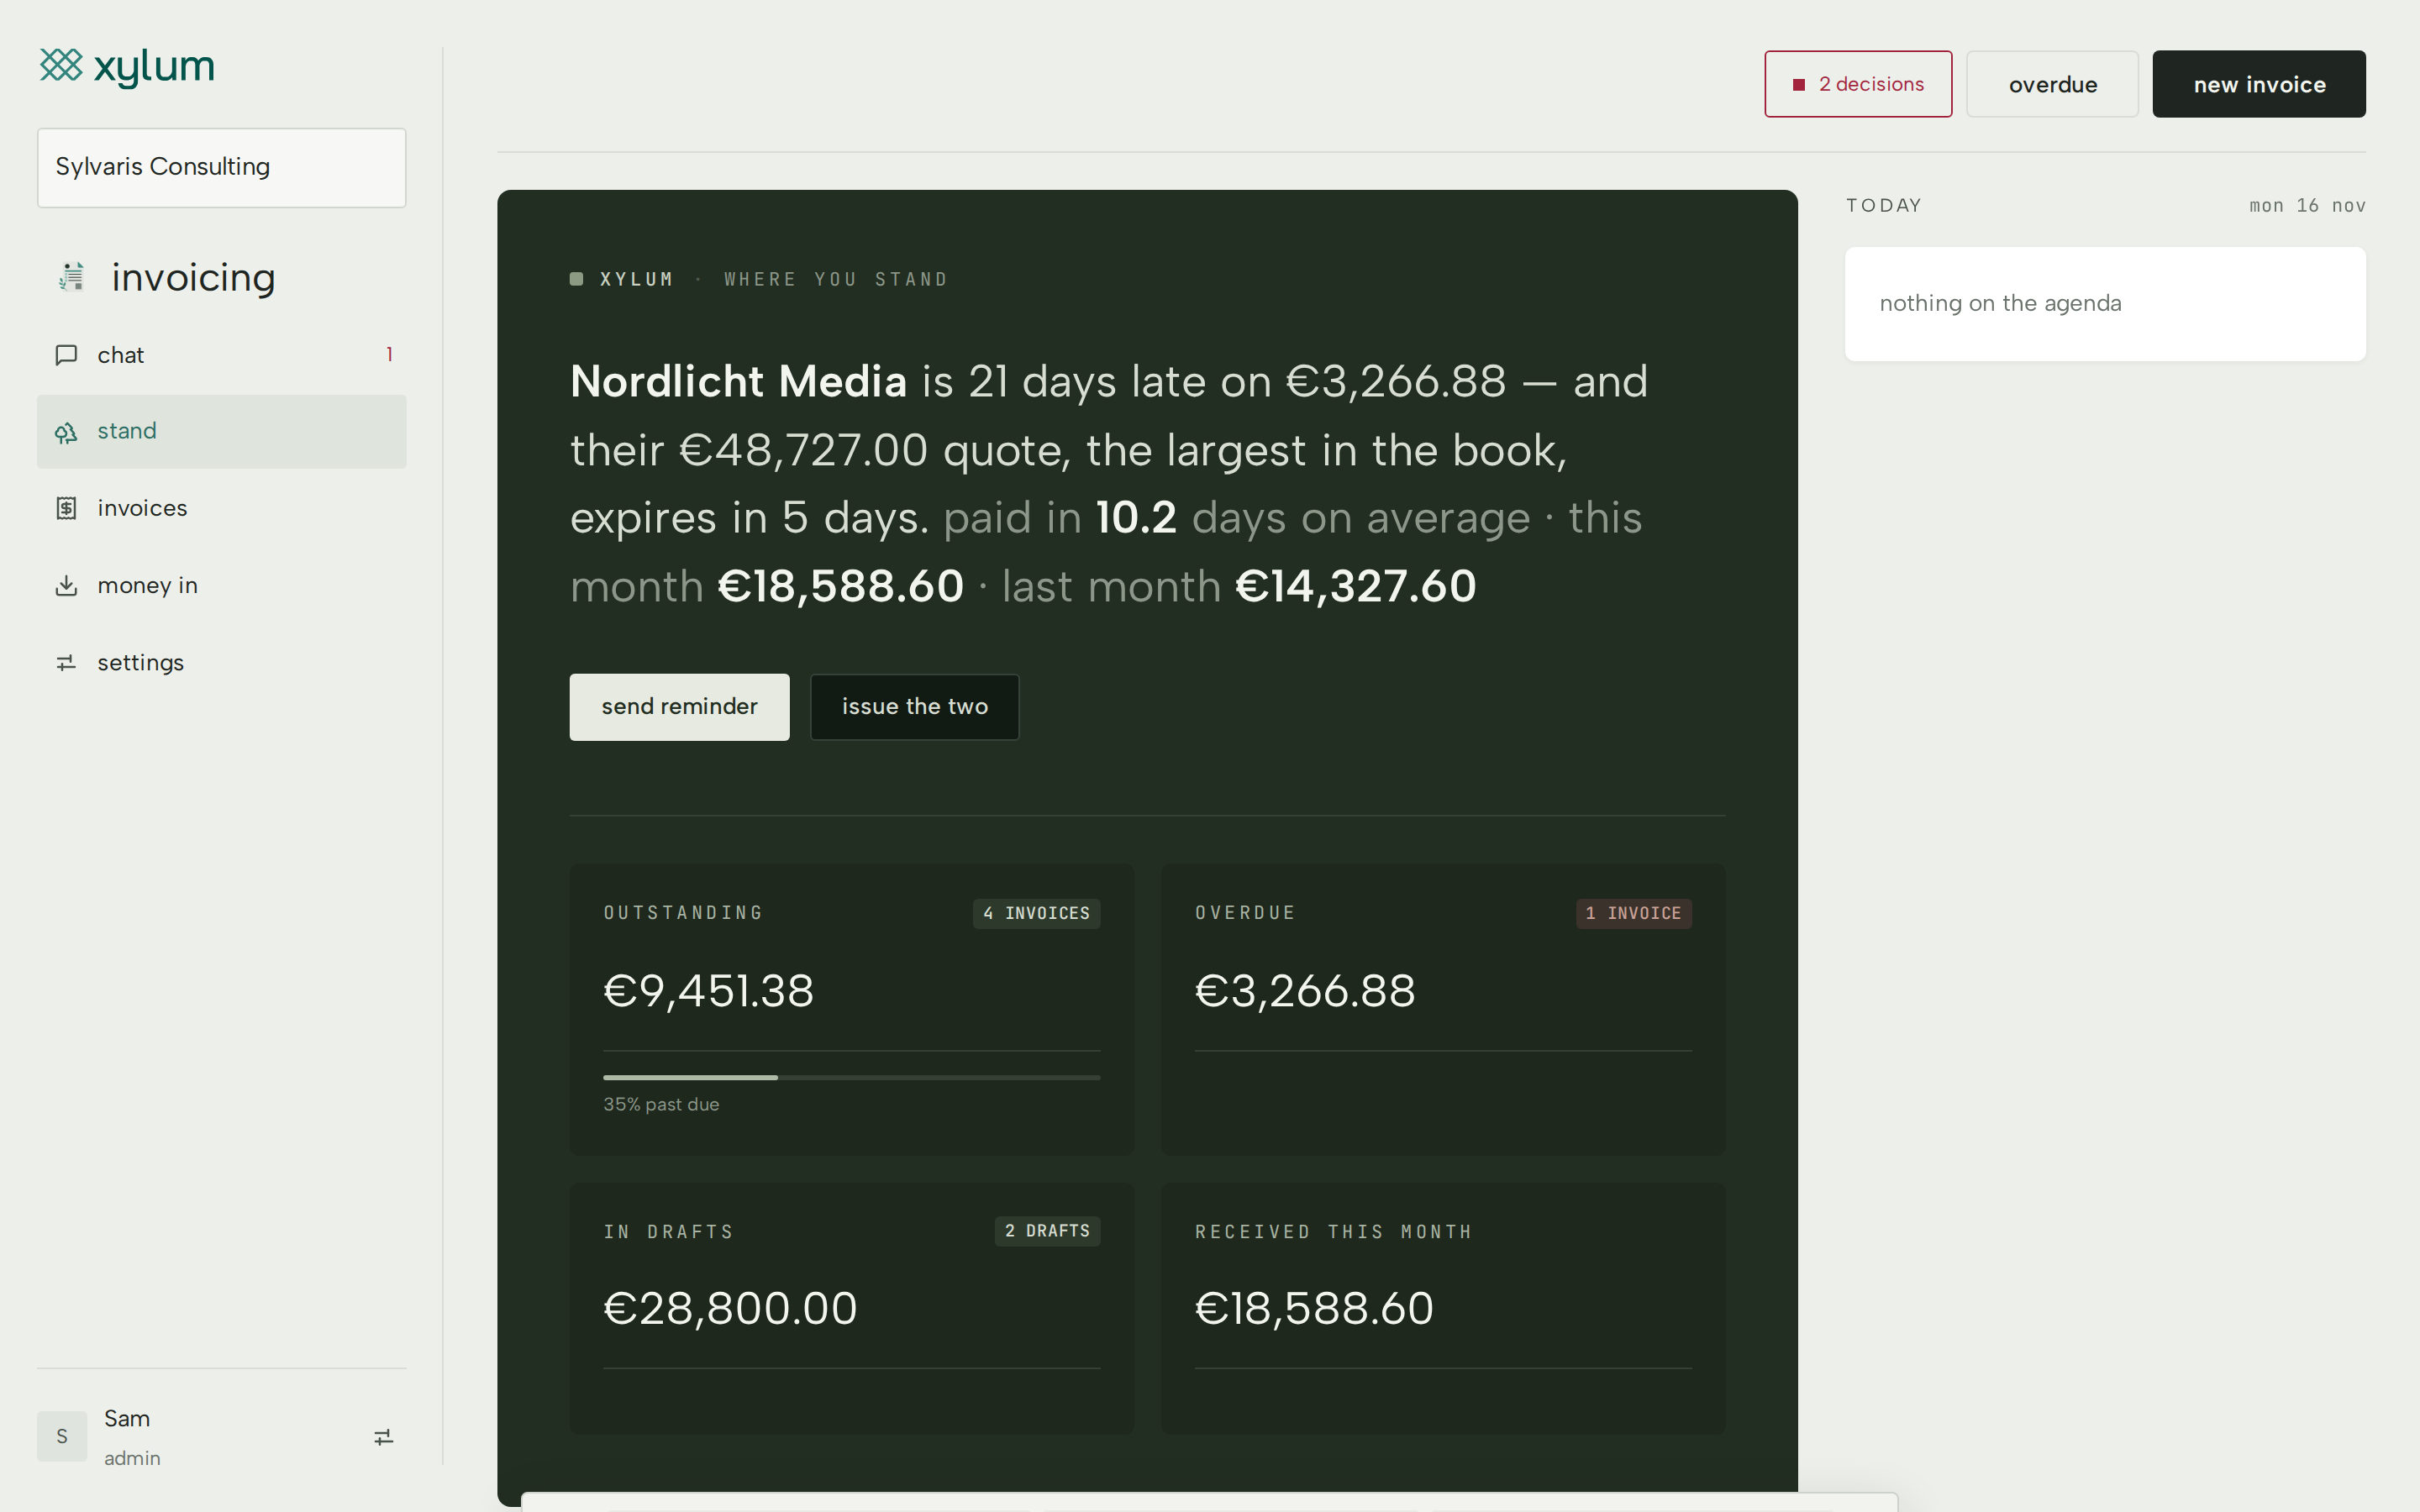 xylum
Sylvaris Consulting
invoicing
chat 1
stand
invoices
money in
settings
S
Sam
admin
2 decisions
overdue
new invoice
XYLUM · WHERE YOU STAND
Nordlicht Media is 21 days late on €3,266.88 — and
their €48,727.00 quote, the largest in the book,
expires in 5 days. paid in 10.2 days on average · this
month €18,588.60 · last month €14,327.60
send reminder
issue the two
OUTSTANDING 4 INVOICES
€9,451.38
35% past due
OVERDUE 1 INVOICE
€3,266.88
IN DRAFTS 2 DRAFTS
€28,800.00
RECEIVED THIS MONTH
€18,588.60
TODAY mon 16 nov
nothing on the agenda